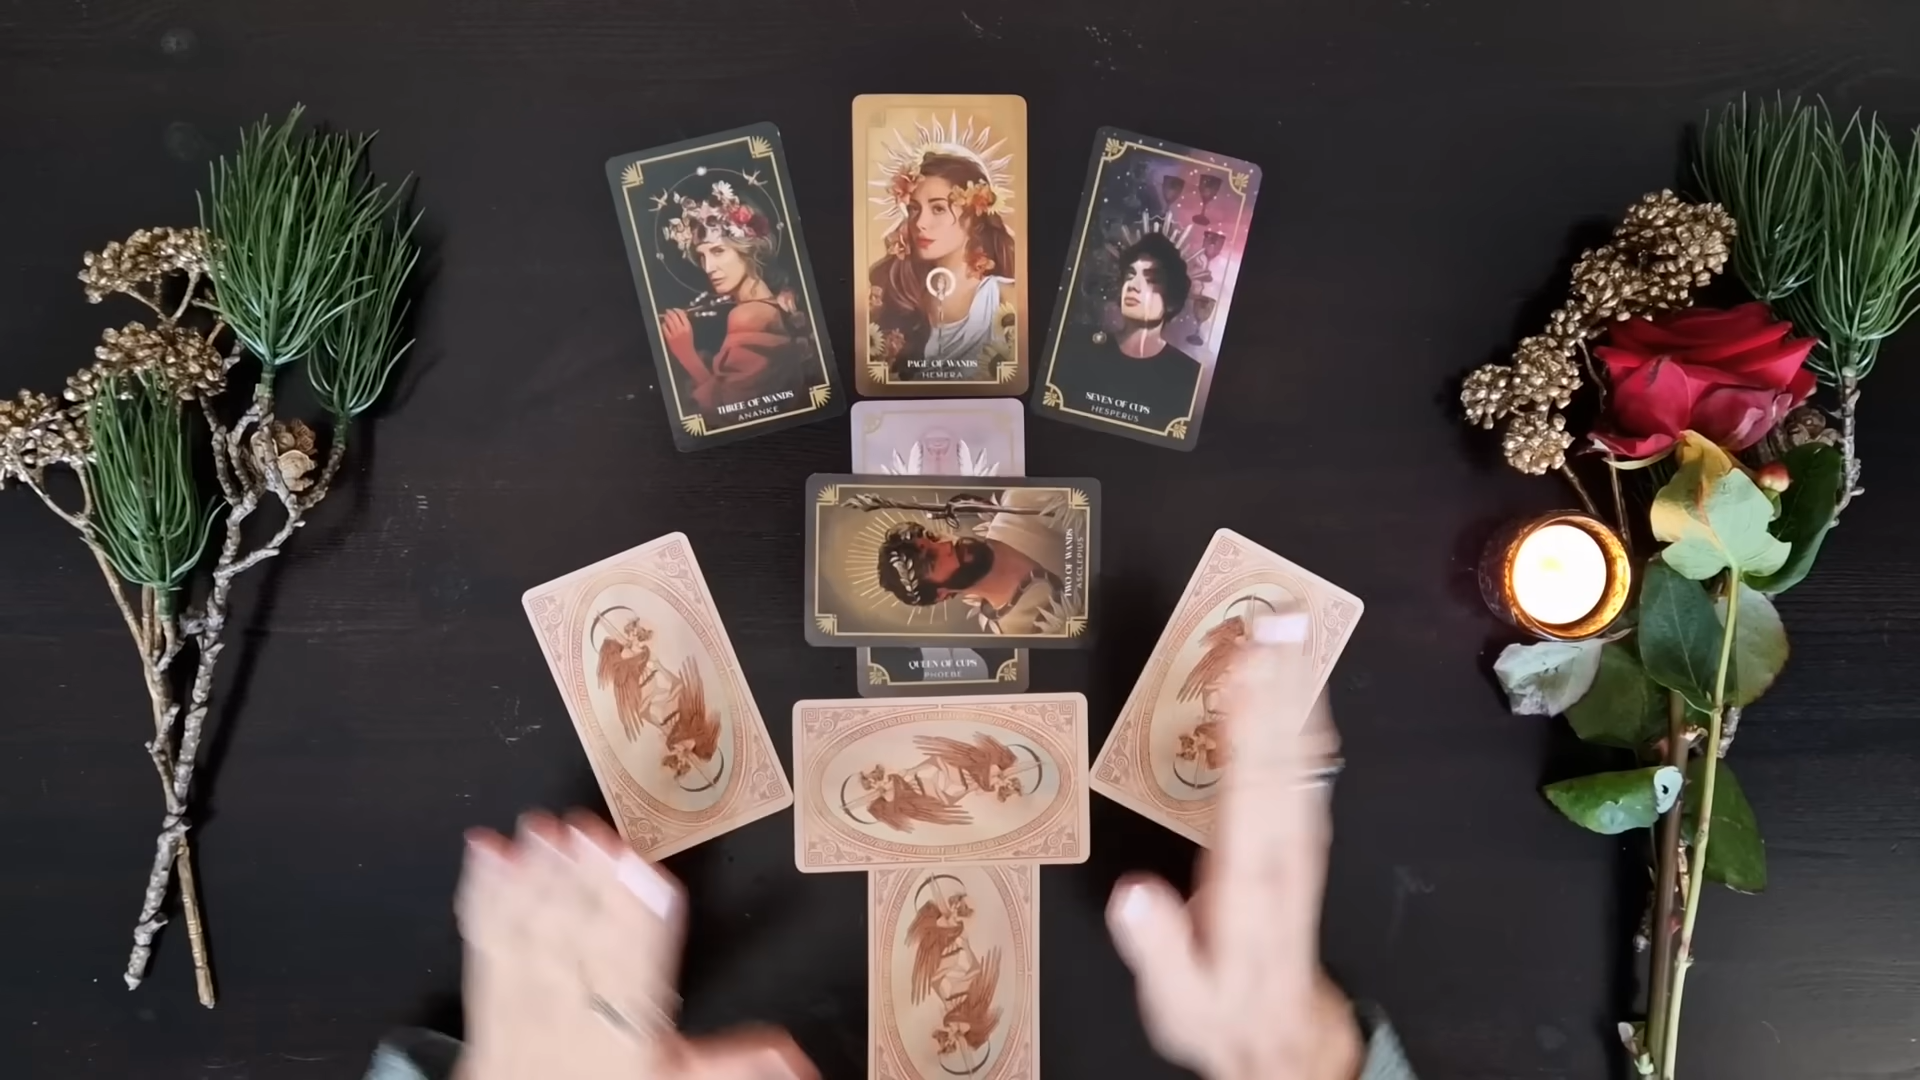 THREE OF WANDS
ANANKE
PAGE OF WANDS
HEMERA
SEVEN OF CUPS
HESPERUS
TWO OF WANDS
ASCLEPIUS
QUEEN OF CUPS
PHOEBE